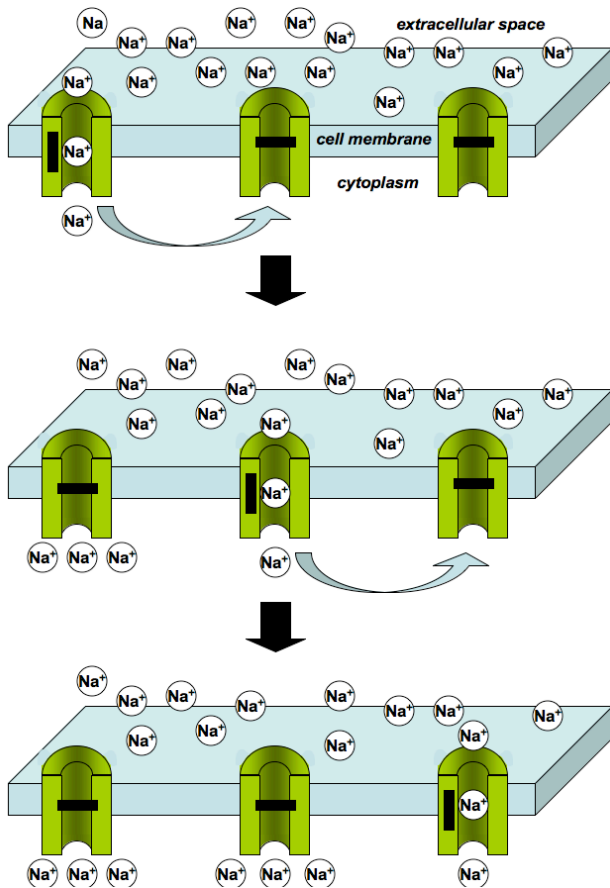 Na Na⁺ Na⁺ extracellular space
Na⁺ Na⁺ Na⁺ Na⁺ Na⁺ Na⁺
Na⁺ Na⁺ Na⁺ Na⁺ Na⁺ Na⁺
Na⁺
Na⁺ cell membrane
cytoplasm
Na⁺
Na⁺ Na⁺ Na⁺
Na⁺ Na⁺ Na⁺ Na⁺ Na⁺ Na⁺
Na⁺ Na⁺ Na⁺ Na⁺
Na⁺
Na⁺
Na⁺ Na⁺ Na⁺ Na⁺
Na⁺
Na⁺ Na⁺ Na⁺ Na⁺ Na⁺ Na⁺ Na⁺
Na⁺ Na⁺ Na⁺ Na⁺
Na⁺
Na⁺ Na⁺ Na⁺ Na⁺ Na⁺ Na⁺ Na⁺